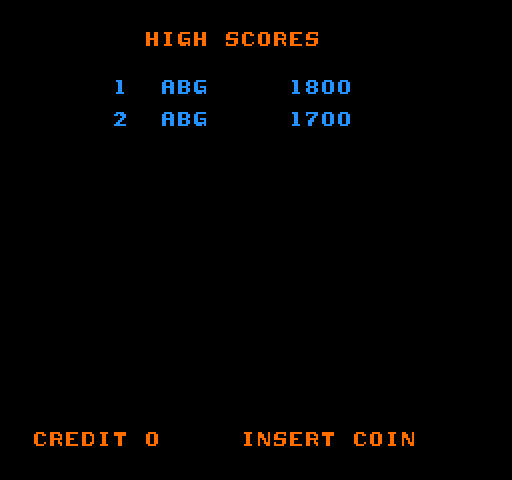 HIGH SCORES
1 ABG 1800
2 ABG 1700
CREDIT 0 INSERT COIN